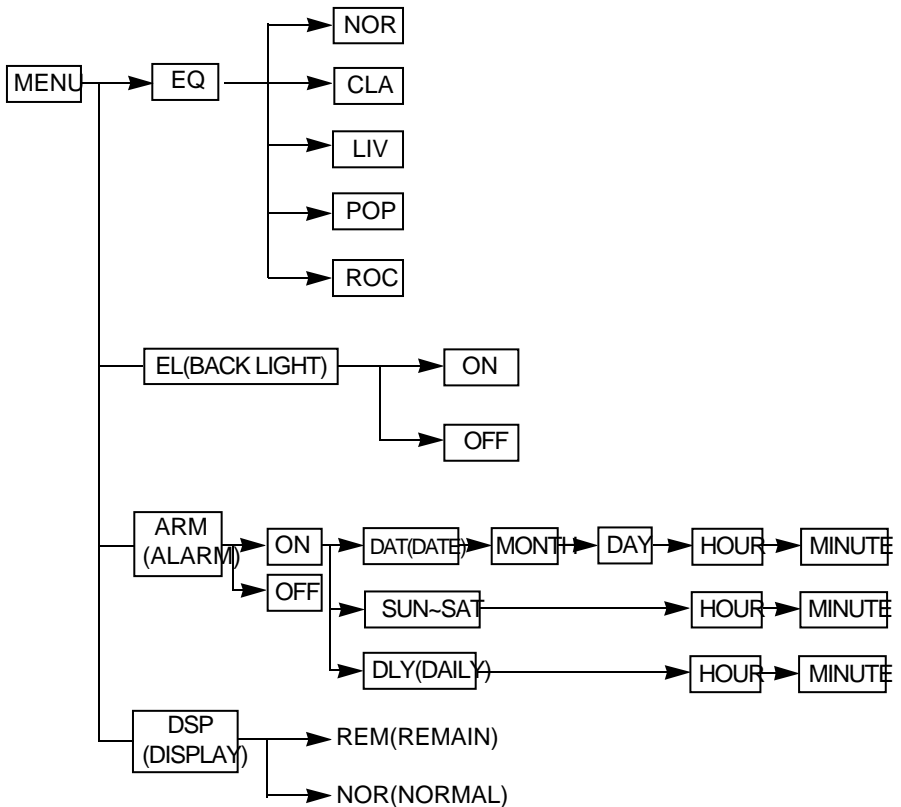 NOR
MENU
EQ
CLA
LIV
POP
ROC
EL(BACK LIGHT)
ON
OFF
ARM
(ALARM)
ON
DAT(DATE)
MONTH
DAY
HOUR
MINUTE
OFF
SUN~SAT
HOUR
MINUTE
DLY(DAILY)
HOUR
MINUTE
DSP
(DISPLAY)
REM(REMAIN)
NOR(NORMAL)